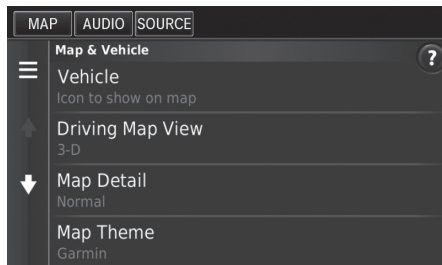 MAP AUDIO SOURCE
Map & Vehicle
?
Vehicle
Icon to show on map
Driving Map View
3-D
Map Detail
Normal
Map Theme
Garmin